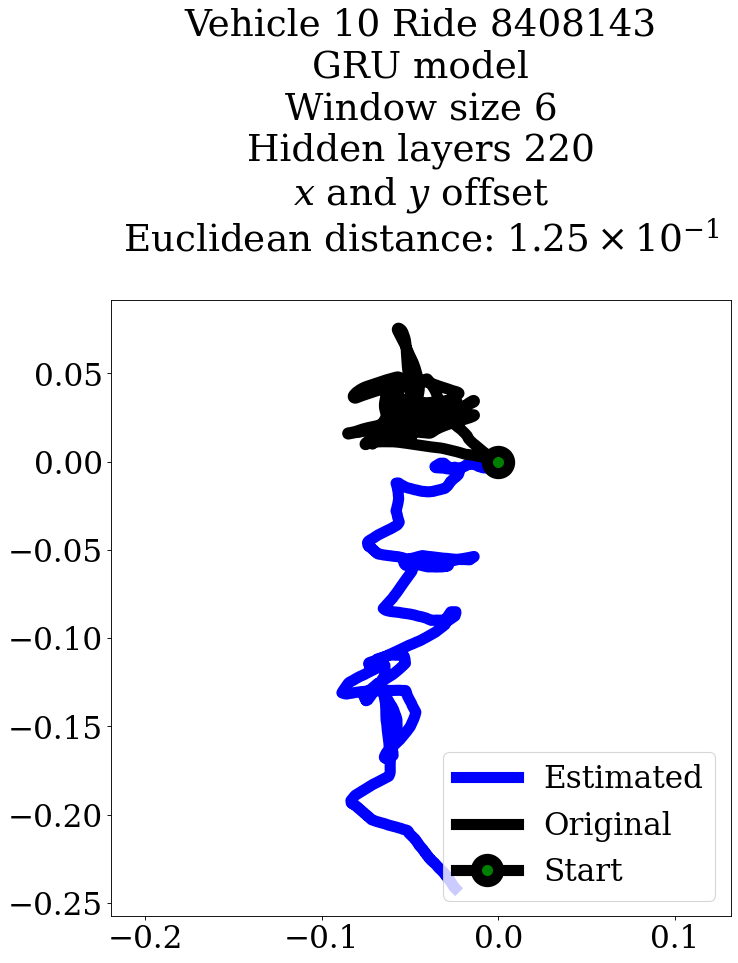 Vehicle 10 Ride 8408143
GRU model
Window size 6
Hidden layers 220
x and y offset
Euclidean distance: 1.25 × 10⁻¹
0.05
0.00
−0.05
−0.10
−0.15
−0.20
−0.25
Estimated
Original
Start
−0.2
−0.1
0.0
0.1